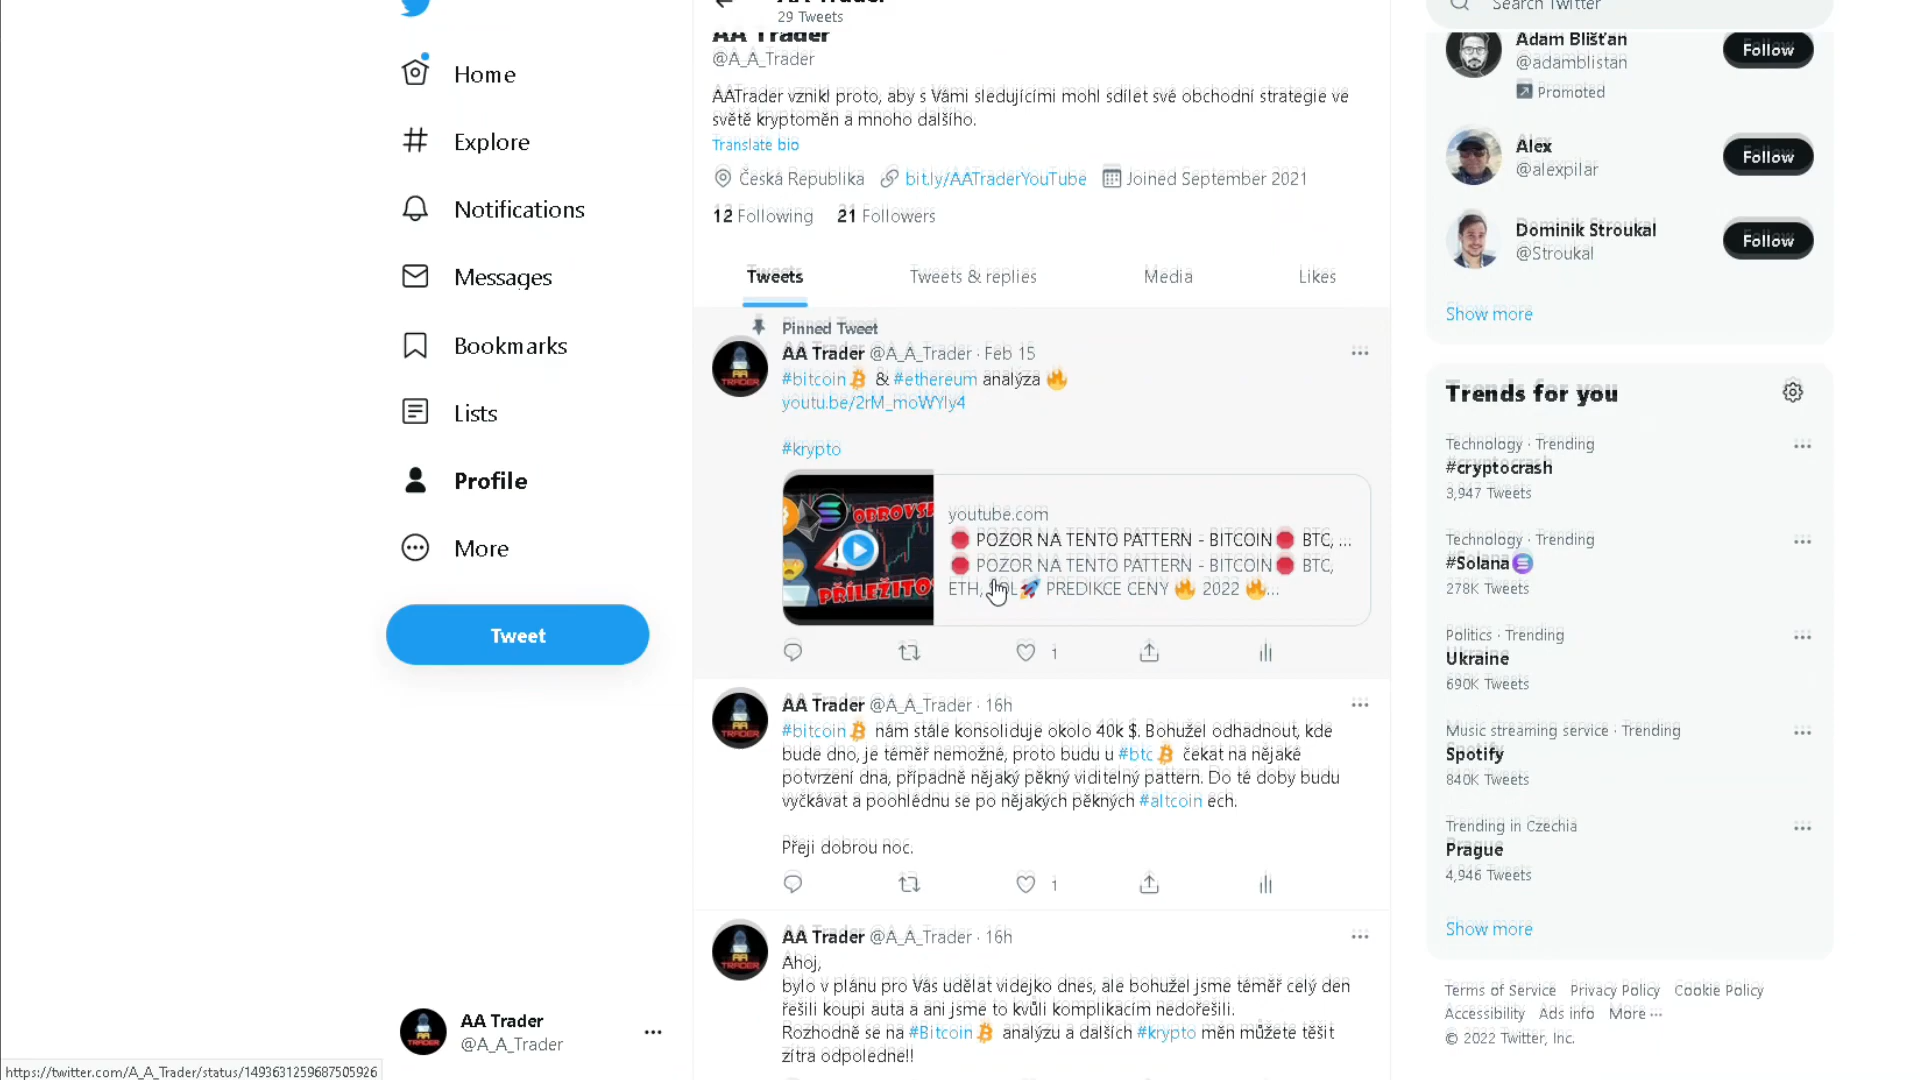 29 Tweets
AA Trader
@A_A_Trader
AATrader vznikl proto, aby s Vámi sledujícími mohl sdílet své obchodní strategie ve
světě kryptoměn a mnoho dalšího.
Translate bio
Česká Republika bit.ly/AATraderYouTube Joined September 2021
12 Following 21 Followers
Tweets Tweets & replies Media Likes
Pinned Tweet
AA Trader @A_A_Trader · Feb 15
#bitcoin & #ethereum analýza
youtu.be/2rM_moWYly4
#krypto
OBROVSK
PŘÍLEŽITO
youtube.com
POZOR NA TENTO PATTERN - BITCOIN BTC, ...
POZOR NA TENTO PATTERN - BITCOIN BTC,
ETH, SOL PREDIKCE CENY 2022 ...
1
AA Trader @A_A_Trader · 16h
#bitcoin nám stále konsoliduje okolo 40k $. Bohužel odhadnout, kde
bude dno, je téměř nemožné, proto budu u #btc čekat na nějaké
potvrzení dna, případně nějaký pěkný viditelný pattern. Do té doby budu
vyčkávat a poohlédnu se po nějakých pěkných #altcoin ech.
Přeji dobrou noc.
1
AA Trader @A_A_Trader · 16h
Ahoj,
bylo v plánu pro Vás udělat videjko dnes, ale bohužel jsme téměř celý den
řešili koupi auta a ani jsme to kvůli komplikacím nedořešili.
Rozhodně se na #Bitcoin analýzu a dalších #krypto měn můžete těšit
zítra odpoledne!!
Home
Explore
Notifications
Messages
Bookmarks
Lists
Profile
More
Tweet
AA Trader
@A_A_Trader
https://twitter.com/A_A_Trader/status/1493631259687505926
Search Twitter
Adam Blišťan
@adamblistan
Follow
Promoted
Alex
@alexpilar
Follow
Dominik Stroukal
@Stroukal
Follow
Show more
Trends for you
Technology · Trending
#cryptocrash
3,947 Tweets
Technology · Trending
#Solana
278K Tweets
Politics · Trending
Ukraine
690K Tweets
Music streaming service · Trending
Spotify
840K Tweets
Trending in Czechia
Prague
4,946 Tweets
Show more
Terms of Service Privacy Policy Cookie Policy
Accessibility Ads info More ···
© 2022 Twitter, Inc.